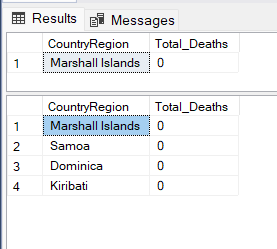 Results Messages
CountryRegion Total_Deaths
1 Marshall Islands 0
CountryRegion Total_Deaths
1 Marshall Islands 0
2 Samoa 0
3 Dominica 0
4 Kiribati 0